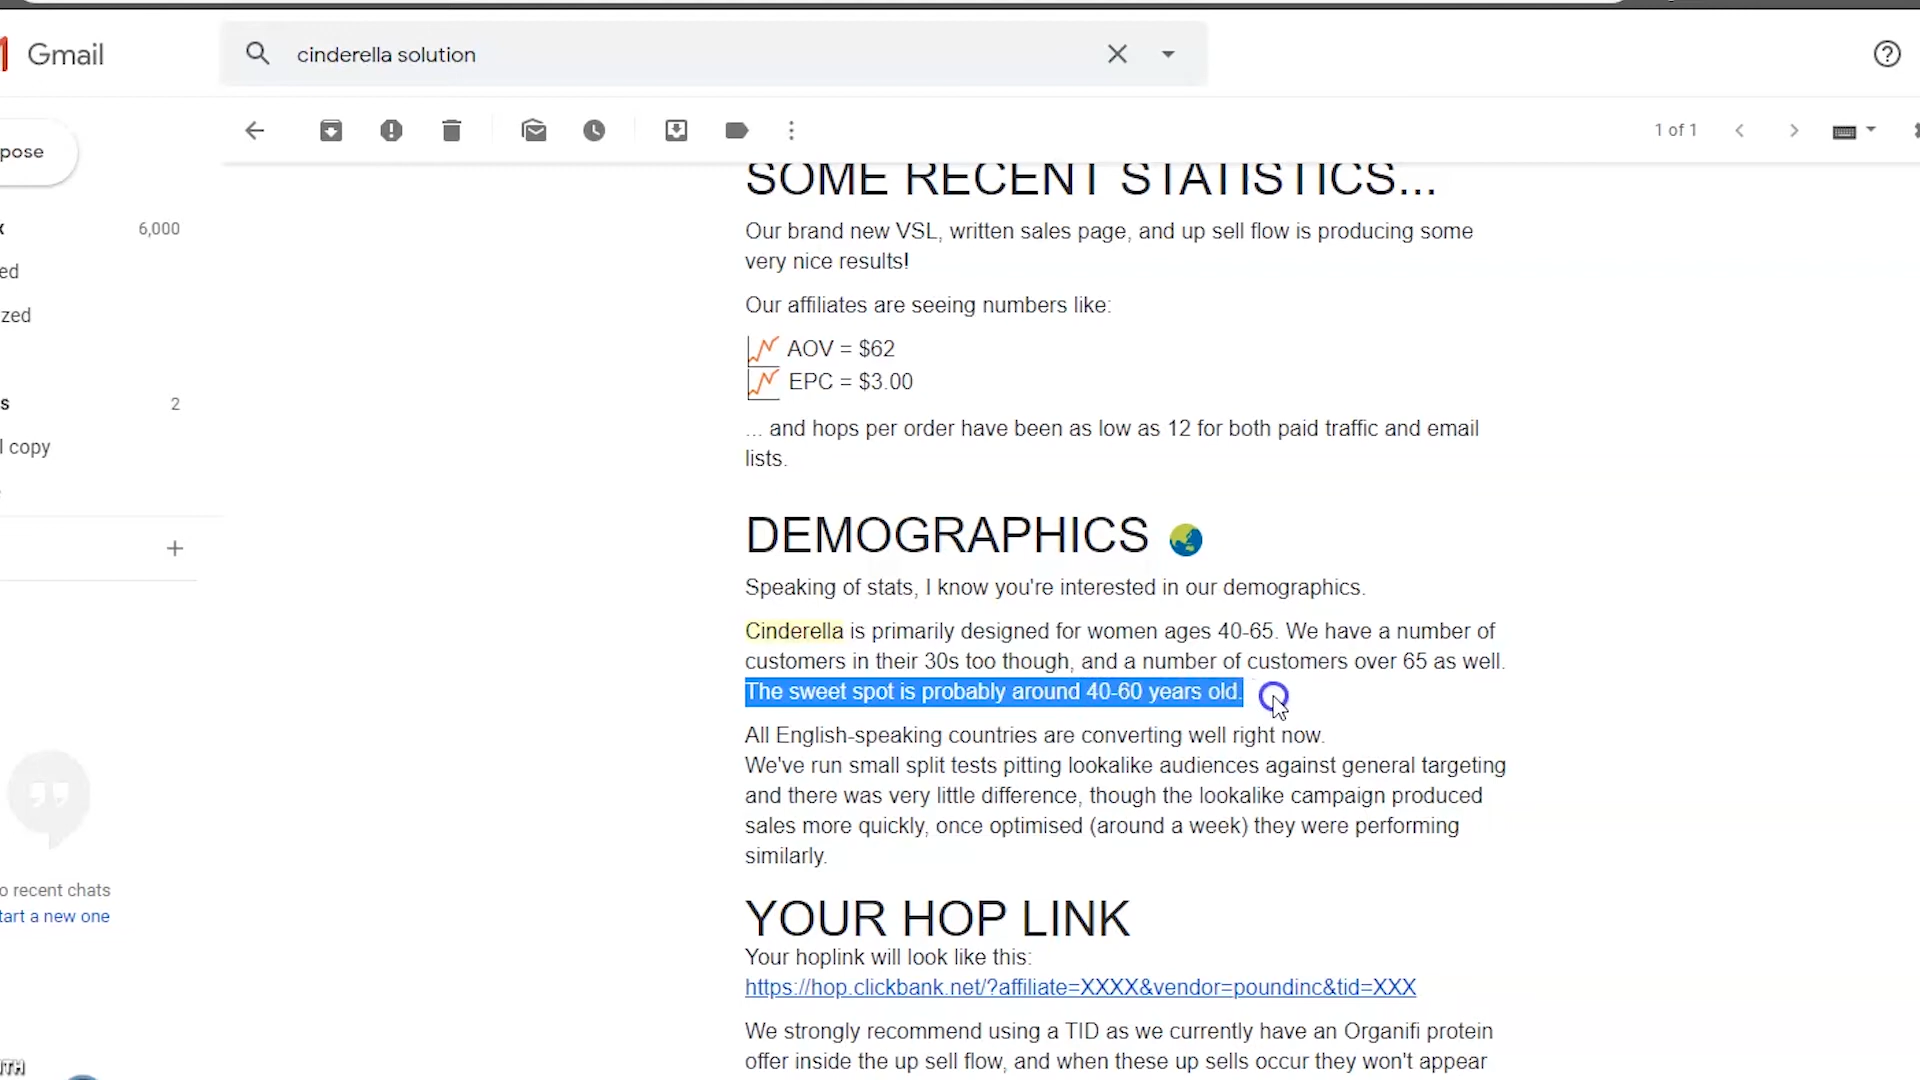 Gmail
cinderella solution
pose
1 of 1
x 6,000
ed
zed
s 2
l copy
o recent chats
tart a new one
ITH
SOME RECENT STATISTICS...
Our brand new VSL, written sales page, and up sell flow is producing some
very nice results!
Our affiliates are seeing numbers like:
AOV = $62
EPC = $3.00
... and hops per order have been as low as 12 for both paid traffic and email
lists.
DEMOGRAPHICS
Speaking of stats, I know you're interested in our demographics.
Cinderella is primarily designed for women ages 40-65. We have a number of
customers in their 30s too though, and a number of customers over 65 as well.
The sweet spot is probably around 40-60 years old.
All English-speaking countries are converting well right now.
We've run small split tests pitting lookalike audiences against general targeting
and there was very little difference, though the lookalike campaign produced
sales more quickly, once optimised (around a week) they were performing
similarly.
YOUR HOP LINK
Your hoplink will look like this:
https://hop.clickbank.net/?affiliate=XXXX&vendor=poundinc&tid=XXX
We strongly recommend using a TID as we currently have an Organifi protein
offer inside the up sell flow, and when these up sells occur they won't appear